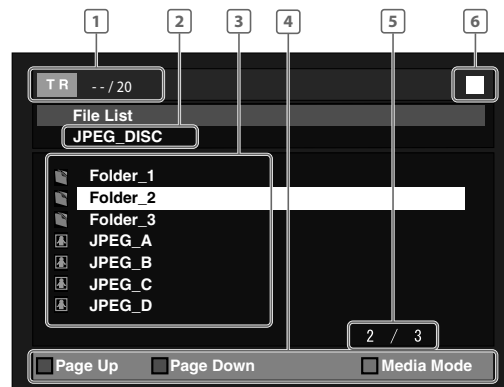 1 2 3 4 5 6
T R - - / 20
File List
JPEG_DISC
Folder_1
Folder_2
Folder_3
JPEG_A
JPEG_B
JPEG_C
JPEG_D
2 / 3
Page Up Page Down Media Mode